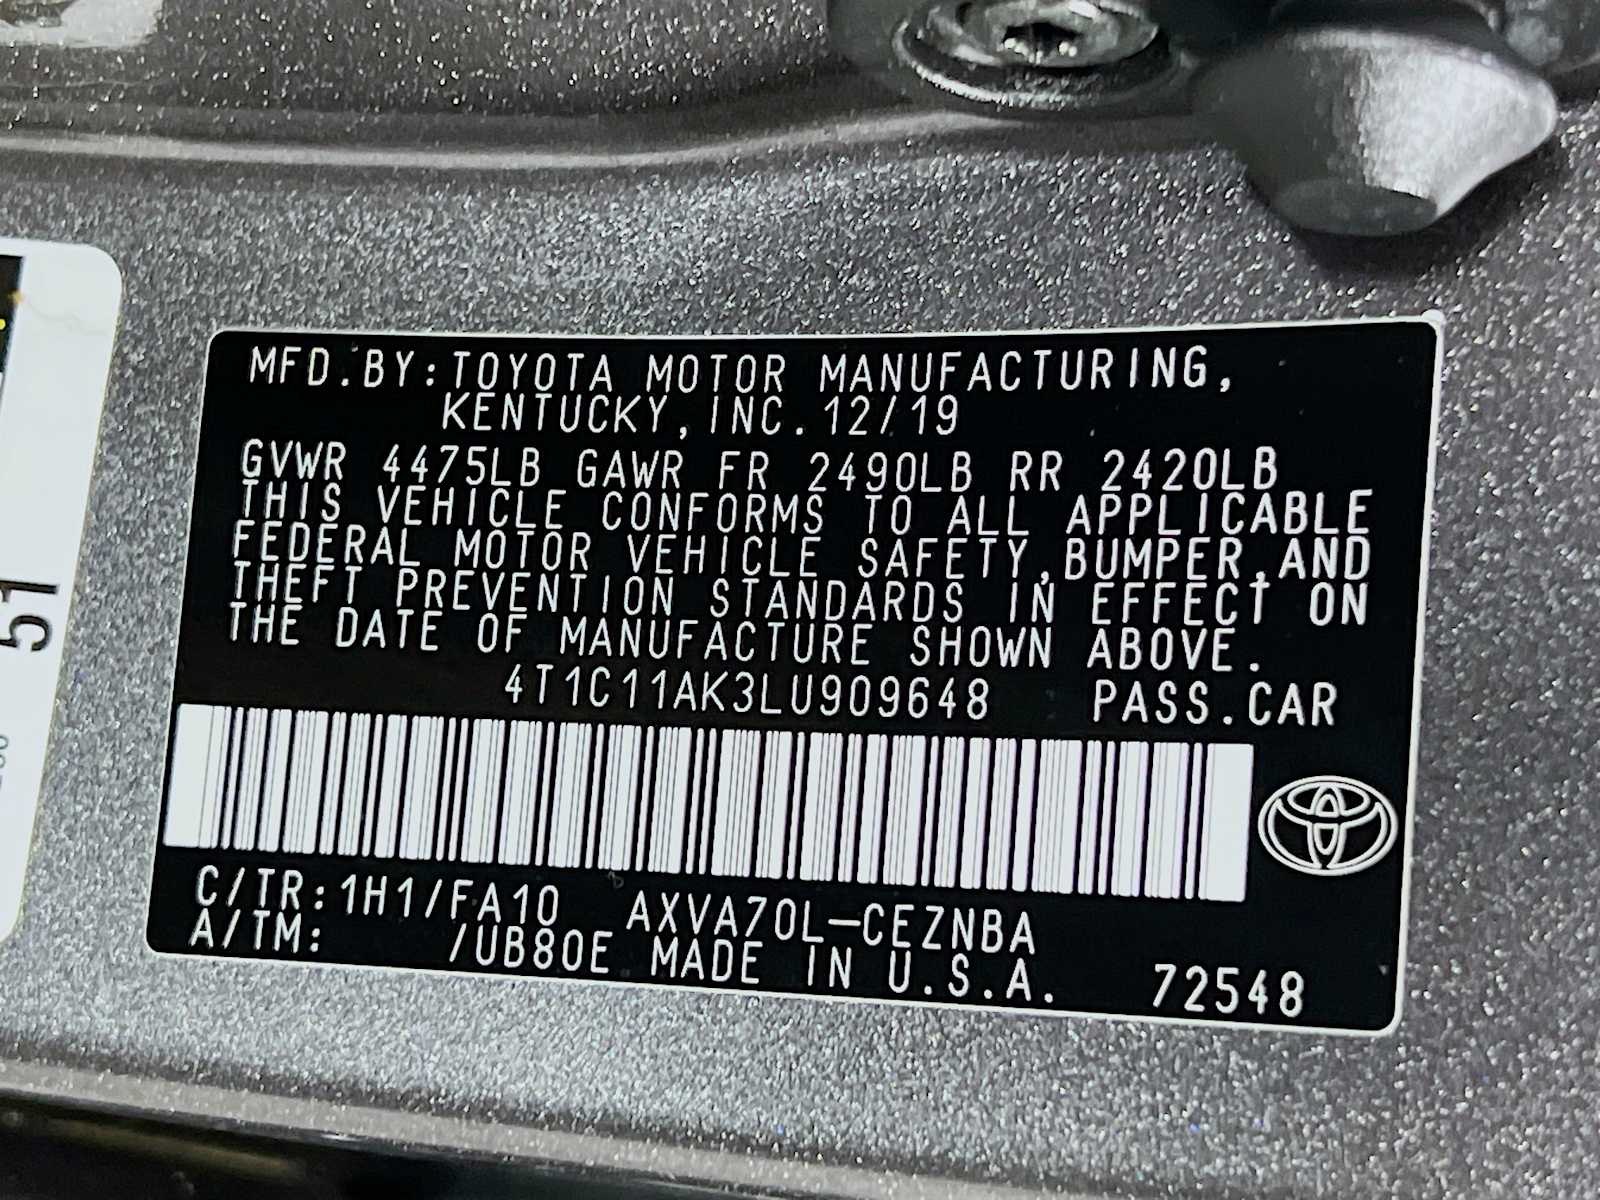 MFD.BY:TOYOTA MOTOR MANUFACTURING,
KENTUCKY,INC.12/19
GVWR 4475LB GAWR FR 2490LB RR 2420LB
THIS VEHICLE CONFORMS TO ALL APPLICABLE
FEDERAL MOTOR VEHICLE SAFETY,BUMPER,AND
THEFT PREVENTION STANDARDS IN EFFECT ON
THE DATE OF MANUFACTURE SHOWN ABOVE.
4T1C11AK3LU909648 PASS.CAR
C/TR:1H1/FA10 AXVA70L-CEZNBA
A/TM: /UB80E MADE IN U.S.A. 72548
51